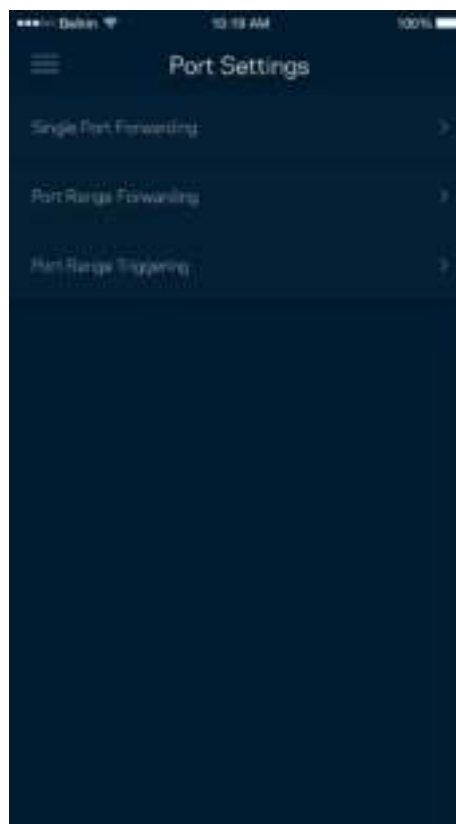 Belkin 10:19 AM 100%
Port Settings
Single Port Forwarding
Port Range Forwarding
Port Range Triggering